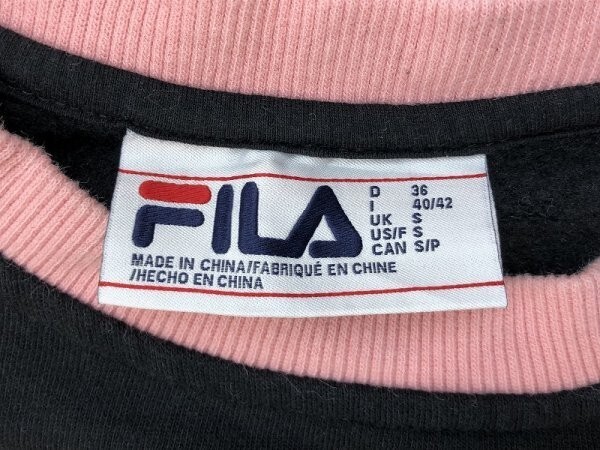 FILA
MADE IN CHINA/FABRIQUÉ EN CHINE
/HECHO EN CHINA
D 36
I 40/42
UK S
US/F S
CAN S/P